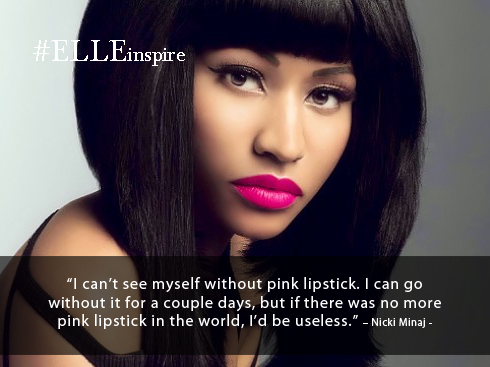 #ELLEinspire
“I can’t see myself without pink lipstick. I can go
without it for a couple days, but if there was no more
pink lipstick in the world, I’d be useless.” – Nicki Minaj -